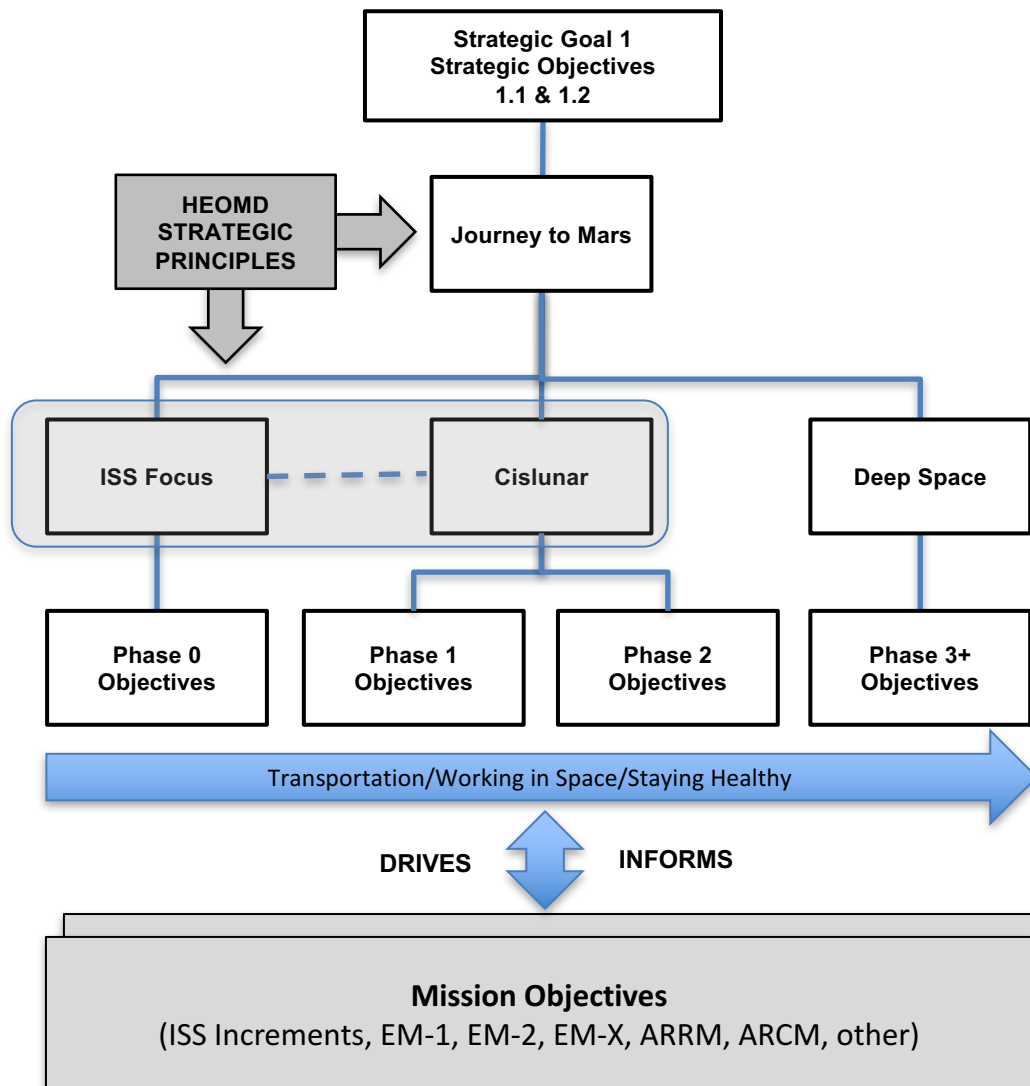 Strategic Goal 1
Strategic Objectives
1.1 & 1.2
HEOMD
STRATEGIC
PRINCIPLES
Journey to Mars
ISS Focus
Cislunar
Deep Space
Phase 0
Objectives
Phase 1
Objectives
Phase 2
Objectives
Phase 3+
Objectives
Transportation/Working in Space/Staying Healthy
DRIVES
INFORMS
Mission Objectives
(ISS Increments, EM-1, EM-2, EM-X, ARRM, ARCM, other)